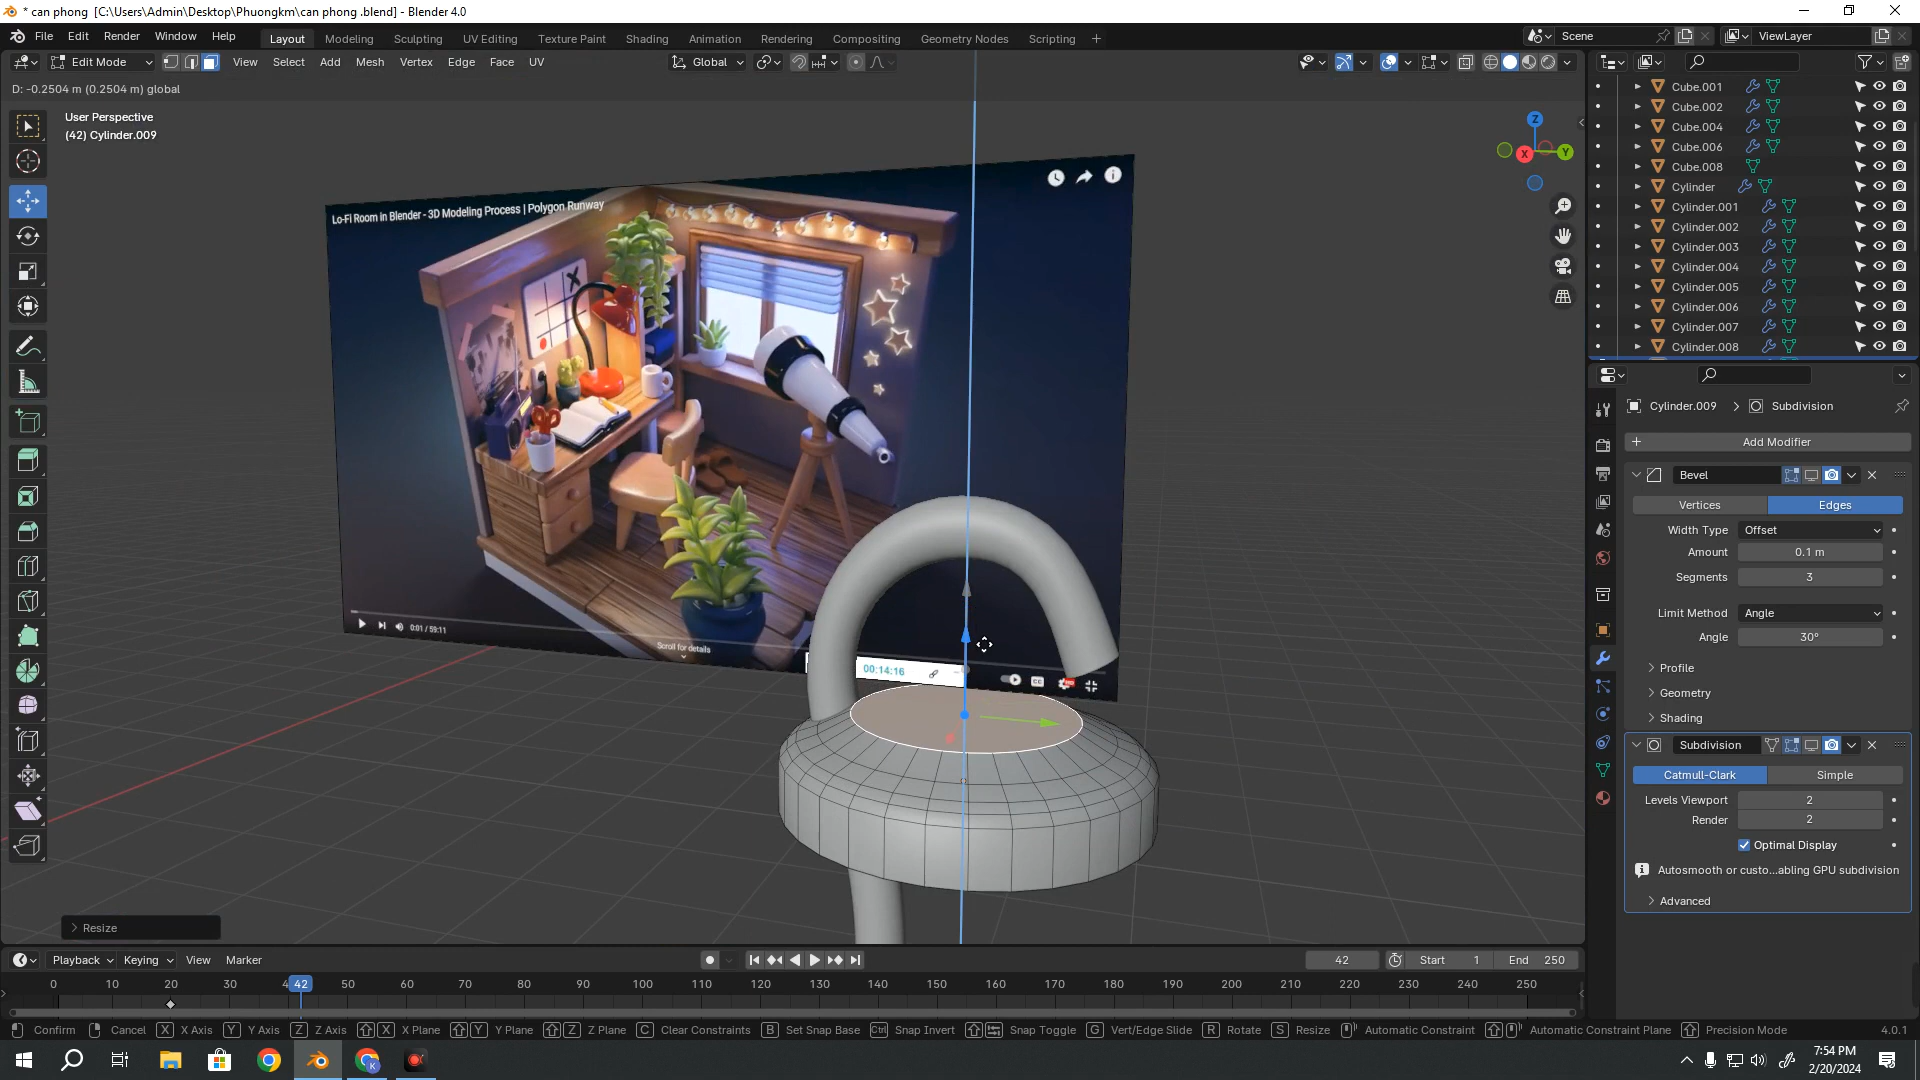 * can phong  [C:\Users\Admin\Desktop\Phuongkm\can phong .blend] - Blender 4.0
File Edit Render Window Help
Layout Modeling Sculpting UV Editing Texture Paint Shading Animation Rendering Compositing Geometry Nodes Scripting +
Scene
ViewLayer
Edit Mode View Select Add Mesh Vertex Edge Face UV Global
D: -0.2504 m (0.2504 m) global
User Perspective
(42) Cylinder.009
Z
Y
X
Lo-Fi Room in Blender - 3D Modeling Process | Polygon Runway
0:01 / 59:11
Scroll for details
00:14:16
CC
Cube.001
Cube.002
Cube.004
Cube.006
Cube.008
Cylinder
Cylinder.001
Cylinder.002
Cylinder.003
Cylinder.004
Cylinder.005
Cylinder.006
Cylinder.007
Cylinder.008
Cylinder.009 > Subdivision
+ Add Modifier
Bevel
Vertices Edges
Width Type Offset
Amount 0.1 m
Segments 3
Limit Method Angle
Angle 30°
Profile
Geometry
Shading
Subdivision
Catmull-Clark Simple
Levels Viewport 2
Render 2
Optimal Display
Autosmooth or custo...abling GPU subdivision
Advanced
Resize
Playback Keying View Marker
42 Start 1 End 250
0 10 20 30 4 42 50 60 70 80 90 100 110 120 130 140 150 160 170 180 190 200 210 220 230 240 250
Confirm Cancel X X Axis Y Y Axis Z Z Axis X X Plane Y Y Plane Z Z Plane C Clear Constraints B Set Snap Base Ctrl Snap Invert Snap Toggle G Vert/Edge Slide R Rotate S Resize Automatic Constraint Automatic Constraint Plane Precision Mode 4.0.1
K
7:54 PM
2/20/2024